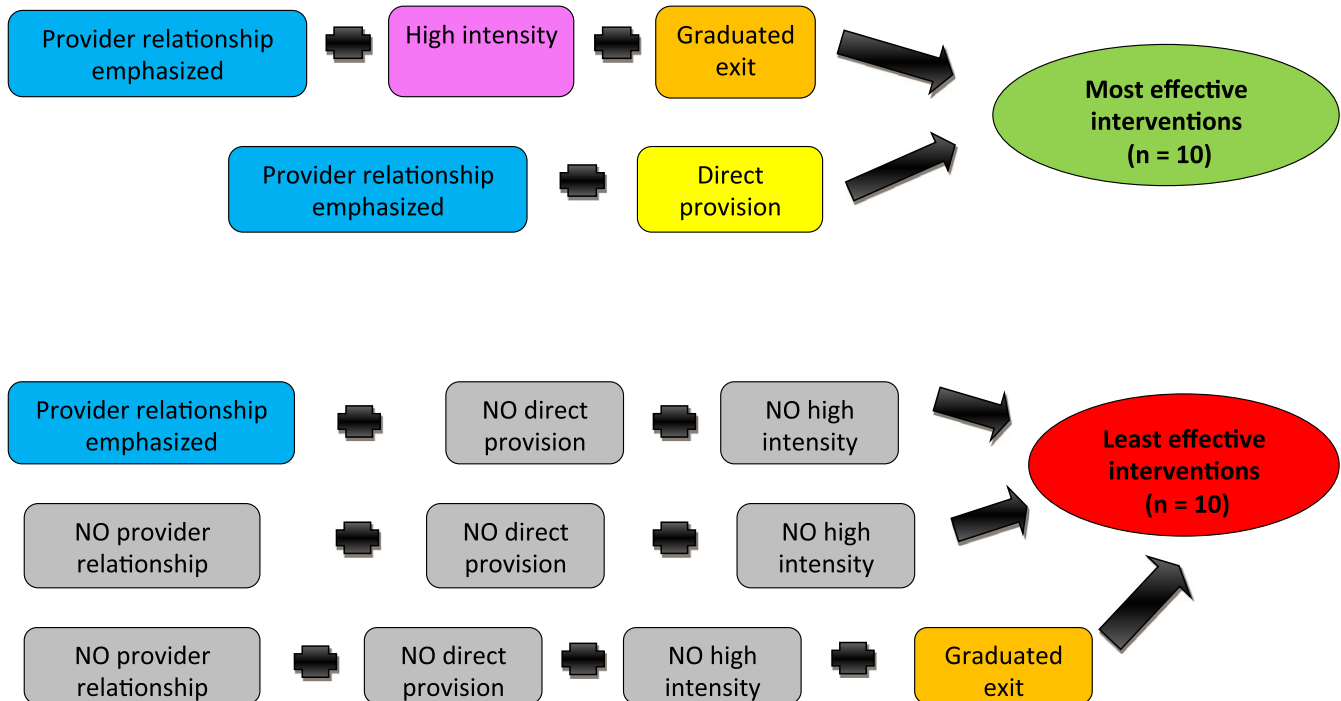 Provider relationship
emphasized
High intensity
Graduated
exit
Most effective
interventions
(n = 10)
Provider relationship
emphasized
Direct
provision
Provider relationship
emphasized
NO direct
provision
NO high
intensity
Least effective
interventions
(n = 10)
NO provider
relationship
NO direct
provision
NO high
intensity
NO provider
relationship
NO direct
provision
NO high
intensity
Graduated
exit